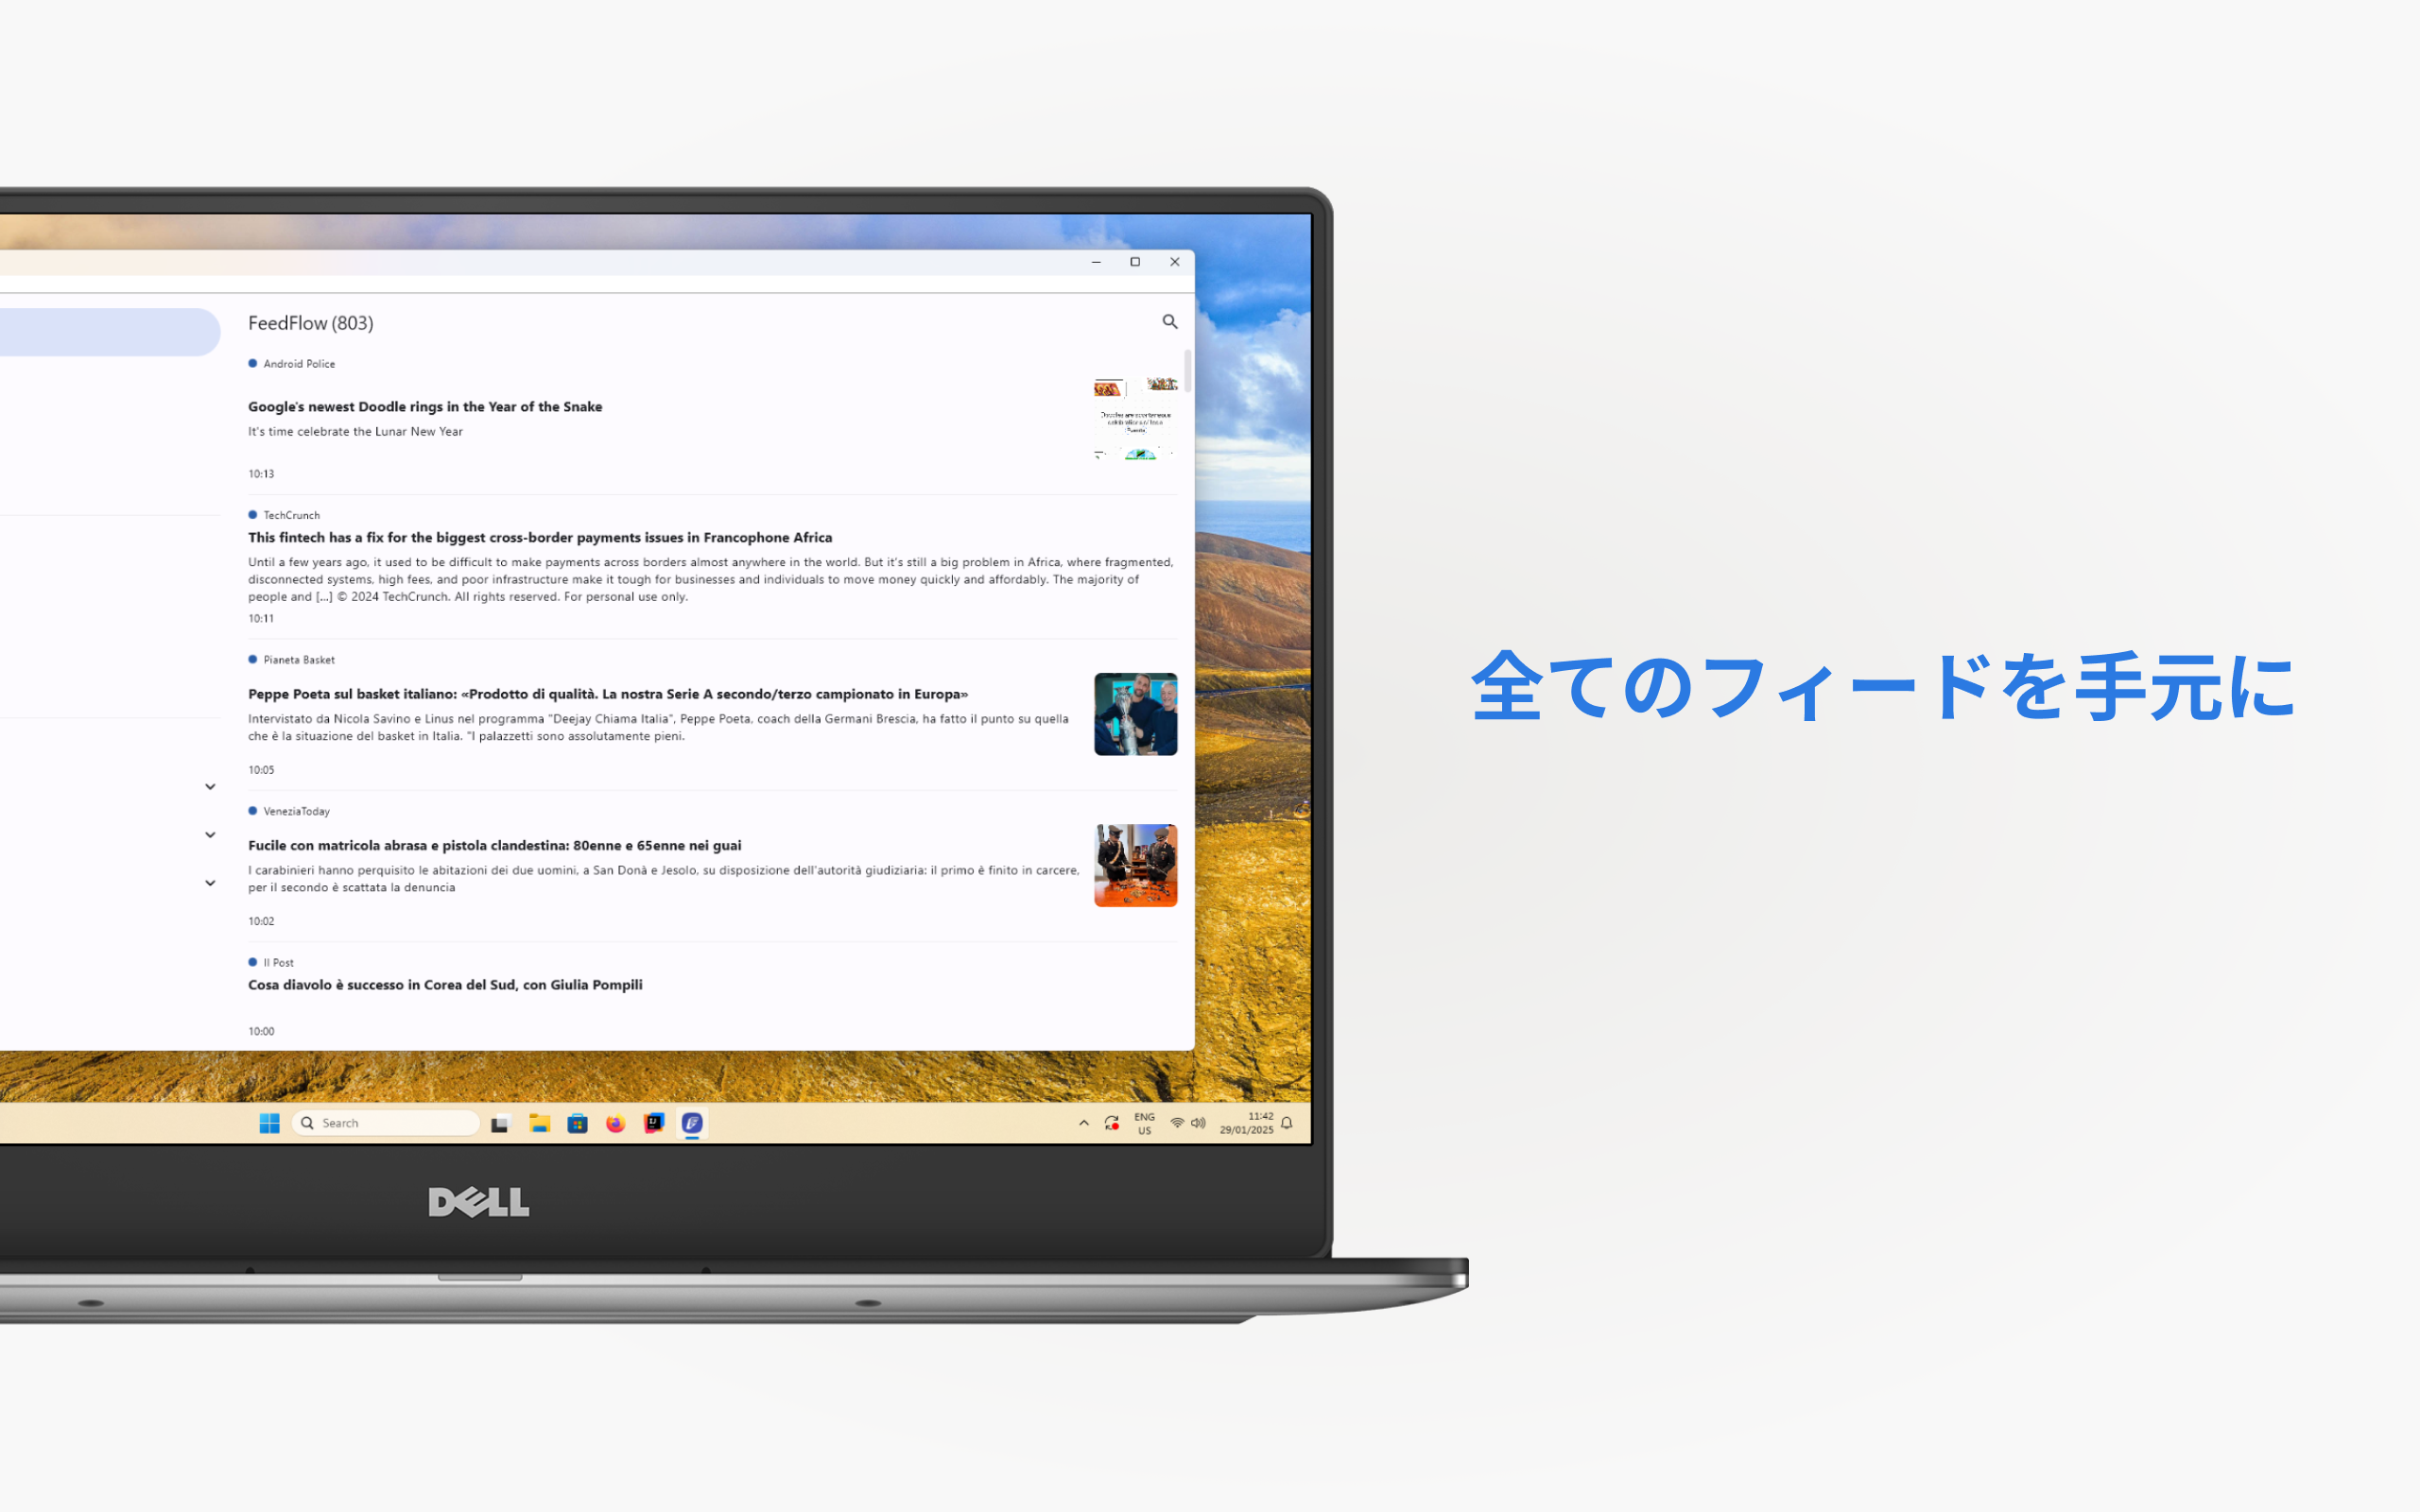 FeedFlow (803)
Android Police
Google's newest Doodle rings in the Year of the Snake
It's time celebrate the Lunar New Year
10:13
TechCrunch
This fintech has a fix for the biggest cross-border payments issues in Francophone Africa
Until a few years ago, it used to be difficult to make payments across borders almost anywhere in the world. But it's still a big problem in Africa, where fragmented,
disconnected systems, high fees, and poor infrastructure make it tough for businesses and individuals to move money quickly and affordably. The majority of
people and [...] © 2024 TechCrunch. All rights reserved. For personal use only.
10:11
Pianeta Basket
Peppe Poeta sul basket italiano: «Prodotto di qualità. La nostra Serie A secondo/terzo campionato in Europa»
Intervistato da Nicola Savino e Linus nel programma "Deejay Chiama Italia", Peppe Poeta, coach della Germani Brescia, ha fatto il punto su quella
che è la situazione del basket in Italia. "I palazzetti sono assolutamente pieni.
10:05
VeneziaToday
Fucile con matricola abrasa e pistola clandestina: 80enne e 65enne nei guai
I carabinieri hanno perquisito le abitazioni dei due uomini, a San Donà e Jesolo, su disposizione dell'autorità giudiziaria: il primo è finito in carcere,
per il secondo è scattata la denuncia
10:02
Il Post
Cosa diavolo è successo in Corea del Sud, con Giulia Pompili
10:00
Search
ENG
US
11:42
29/01/2025
DELL
全てのフィードを手元に